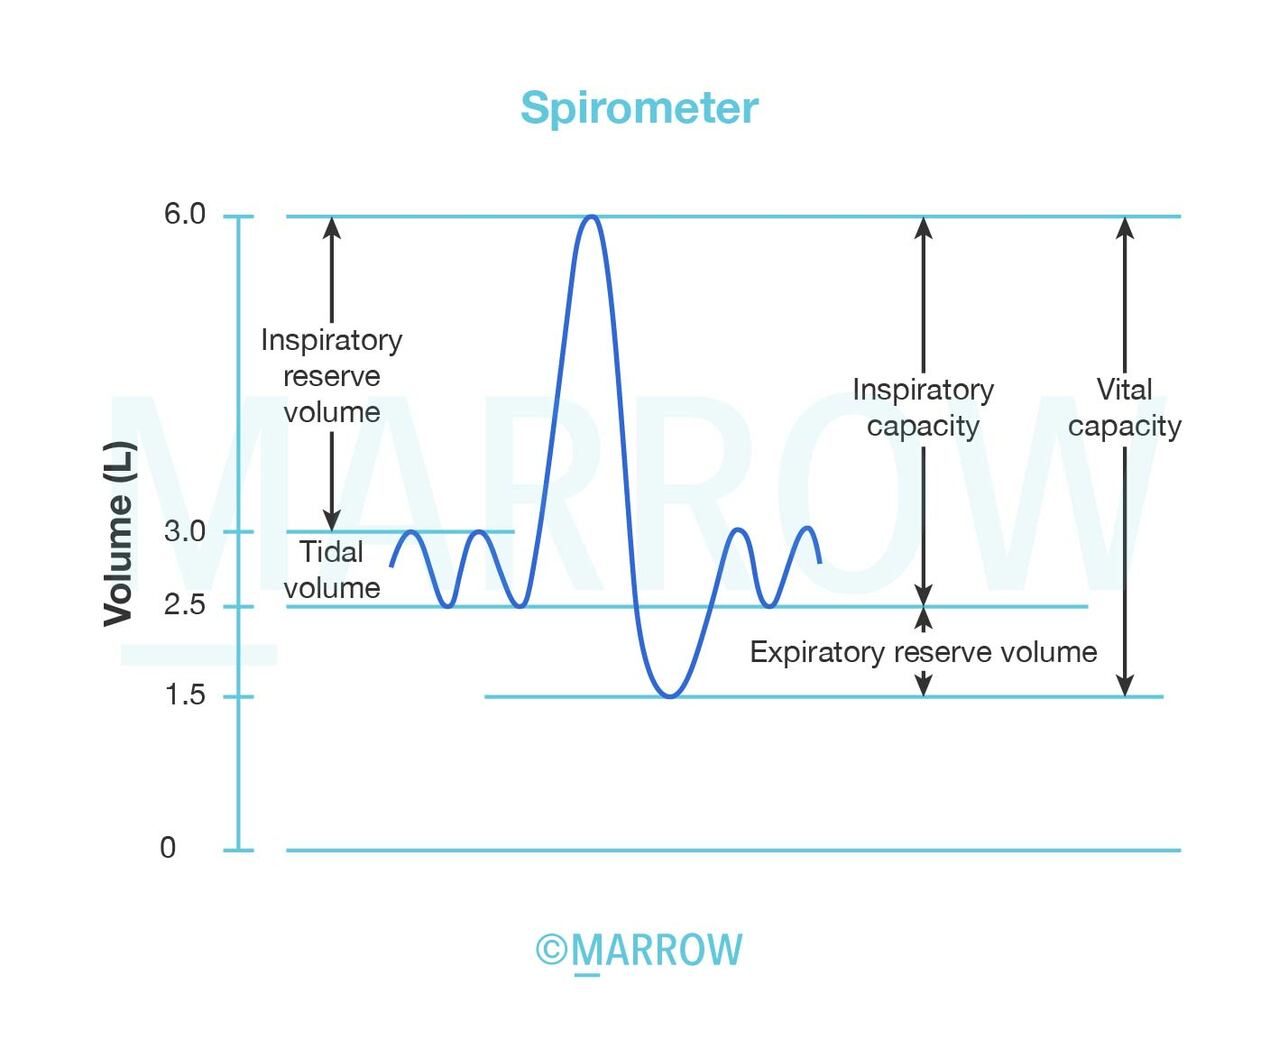 Spirometer
6.0
Inspiratory
reserve
volume
Inspiratory
capacity
Vital
capacity
MARROW
Volume (L)
3.0
Tidal
volume
2.5
Expiratory reserve volume
1.5
0
©MARROW